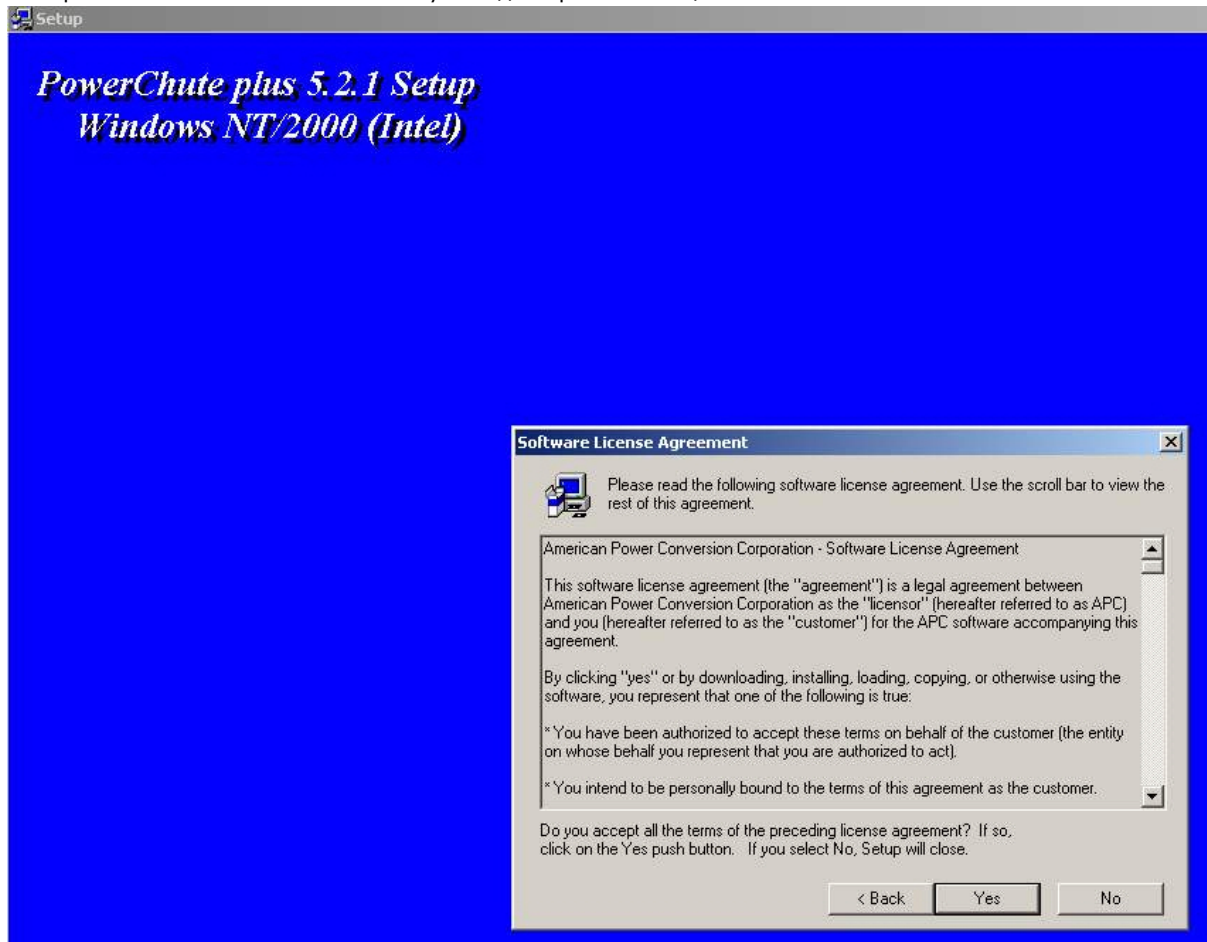 Setup
PowerChute plus 5.2.1 Setup
Windows NT/2000 (Intel)
Software License Agreement
Please read the following software license agreement. Use the scroll bar to view the
rest of this agreement.
American Power Conversion Corporation - Software License Agreement
This software license agreement (the "agreement") is a legal agreement between
American Power Conversion Corporation as the "licensor" (hereafter referred to as APC)
and you (hereafter referred to as the "customer") for the APC software accompanying this
agreement.
By clicking "yes" or by downloading, installing, loading, copying, or otherwise using the
software, you represent that one of the following is true:
* You have been authorized to accept these terms on behalf of the customer (the entity
on whose behalf you represent that you are authorized to act).
* You intend to be personally bound to the terms of this agreement as the customer.
Do you accept all the terms of the preceding license agreement? If so,
click on the Yes push button. If you select No, Setup will close.
< Back Yes No